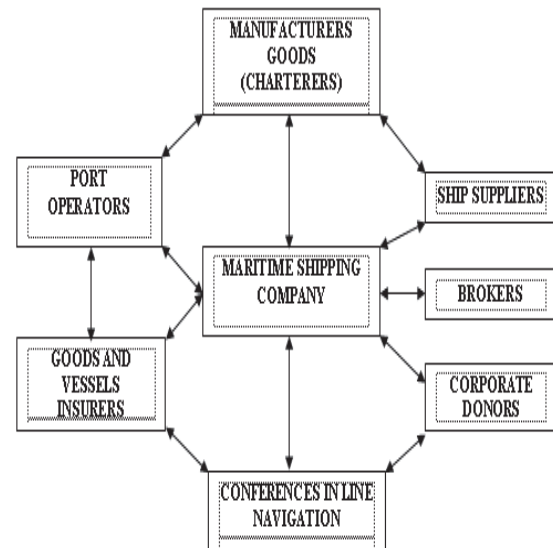 MANUFACTURERS
GOODS
(CHARTERERS)
PORT
OPERATORS
SHIP SUPPLIERS
MARITIME SHIPPING
COMPANY
BROKERS
GOODS AND
VESSELS
INSURERS
CORPORATE
DONORS
CONFERENCES IN LINE
NAVIGATION